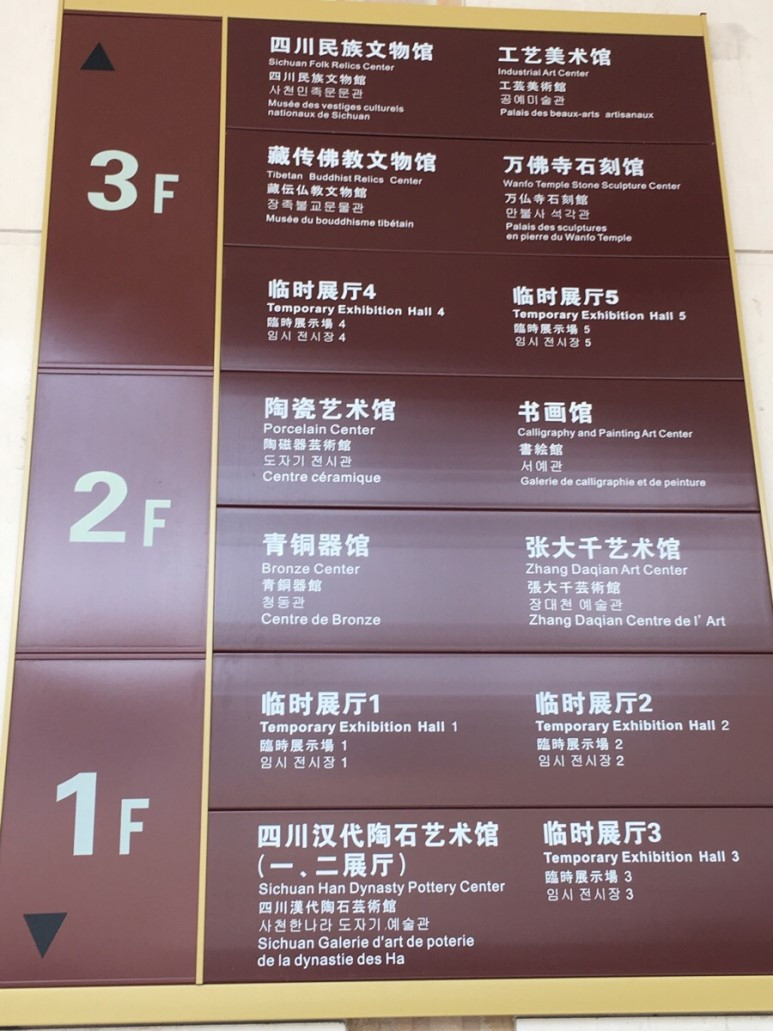 3F
四川民族文物馆
Sichuan Folk Relics Center
四川民族文物館
사천민족문문관
Musée des vestiges culturels
nationaux de Sichuan
工艺美术馆
Industrial Art Center
工芸美術館
공예미술관
Palais des beaux-arts artisanaux
藏传佛教文物馆
Tibetan Buddhist Relics Center
藏伝仏教文物館
장족불교문물관
Musée du bouddhisme tibétain
万佛寺石刻馆
Wanfo Temple Stone Sculpture Center
万仏寺石刻館
만불사 석각관
Palais des sculptures
en pierre du Wanfo Temple
临时展厅4
Temporary Exhibition Hall 4
臨時展示場 4
임시 전시장 4
临时展厅5
Temporary Exhibition Hall 5
臨時展示場 5
임시 전시장 5
2F
陶瓷艺术馆
Porcelain Center
陶磁器芸術館
도자기 전시관
Centre céramique
书画馆
Calligraphy and Painting Art Center
書絵館
서예관
Galerie de calligraphie et de peinture
青铜器馆
Bronze Center
青銅器館
청동관
Centre de Bronze
张大千艺术馆
Zhang Daqian Art Center
張大千芸術館
장대천 예술관
Zhang Daqian Centre de l' Art
1F
临时展厅1
Temporary Exhibition Hall 1
臨時展示場 1
임시 전시장 1
临时展厅2
Temporary Exhibition Hall 2
臨時展示場 2
임시 전시장 2
四川汉代陶石艺术馆
(一、二展厅)
Sichuan Han Dynasty Pottery Center
四川漢代陶石芸術館
사천한나라 도자기.예술관
Sichuan Galerie d'art de poterie
de la dynastie des Ha
临时展厅3
Temporary Exhibition Hall 3
臨時展示場 3
임시 전시장 3